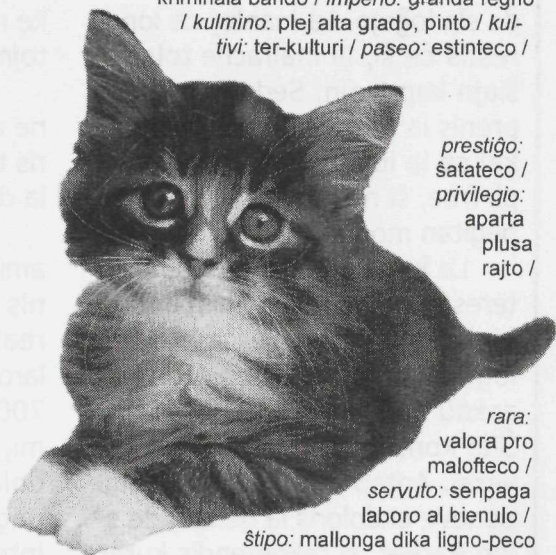 kriminala bando / imperio: granda regno
/ kulmino: plej alta grado, pinto / kul-
tivi: ter-kulturi / paseo: estinteco /
prestiĝo:
ŝatateco /
privilegio:
aparta
plusa
rajto /
rara:
valora pro
malofteco /
servuto: senpaga
laboro al bienulo /
ŝtipo: mallonga dika ligno-peco